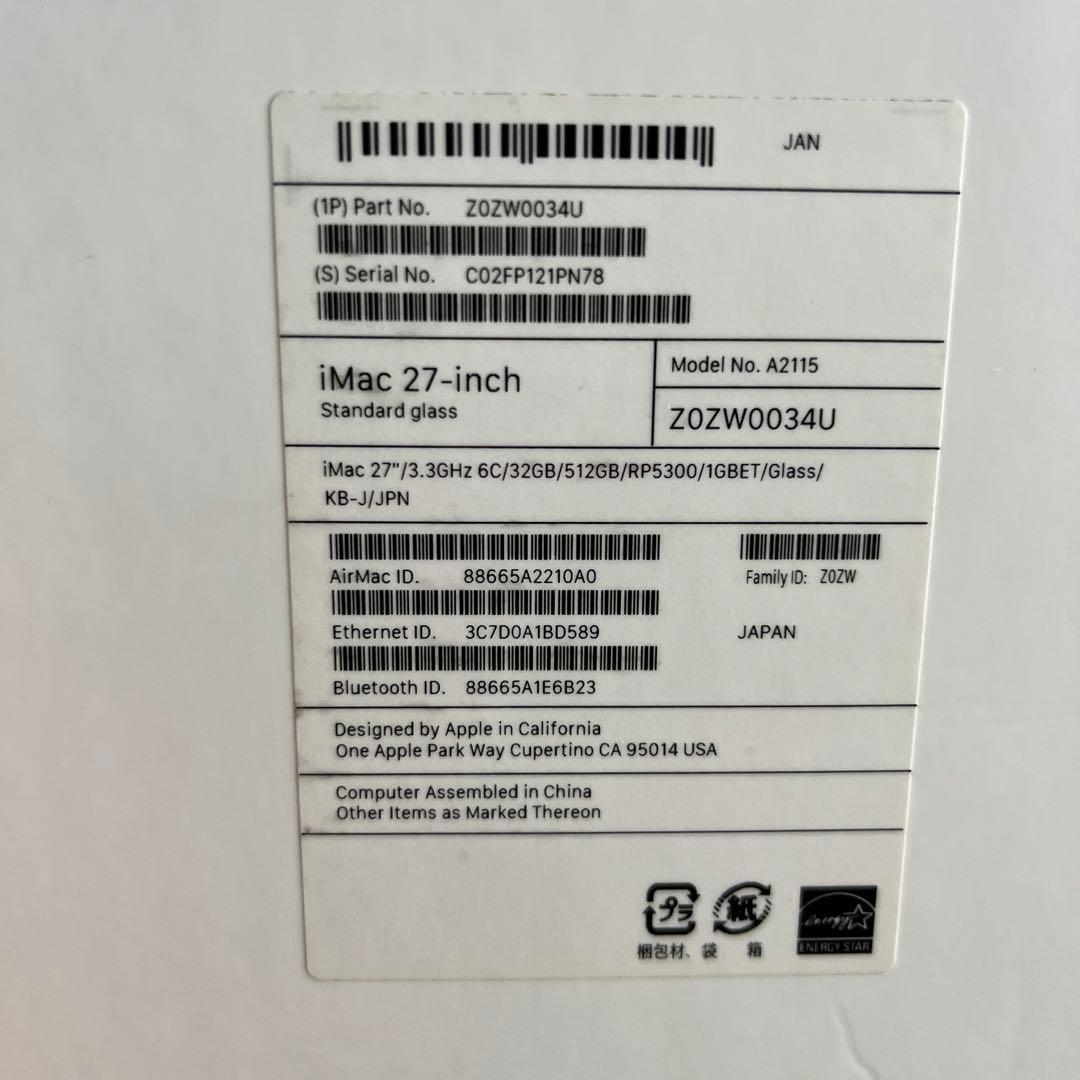 JAN
(1P) Part No. Z0ZW0034U
(S) Serial No. C02FP121PN78
iMac 27-inch
Standard glass
Model No. A2115
Z0ZW0034U
iMac 27"/3.3GHz 6C/32GB/512GB/RP5300/1GBET/Glass/
KB-J/JPN
AirMac ID. 88665A2210A0
Family ID: Z0ZW
Ethernet ID. 3C7D0A1BD589
JAPAN
Bluetooth ID. 88665A1E6B23
Designed by Apple in California
One Apple Park Way Cupertino CA 95014 USA
Computer Assembled in China
Other Items as Marked Thereon
プラ
紙
energy
ENERGY STAR
梱包材、袋 箱